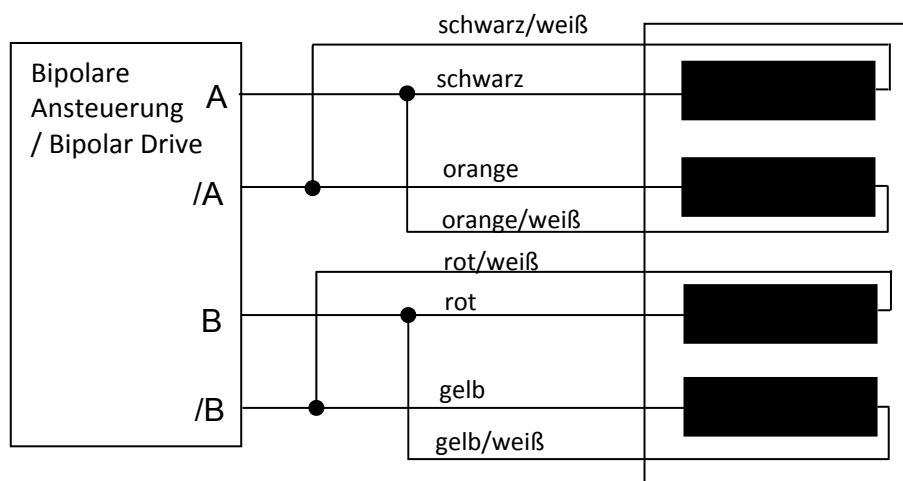 Bipolare
Ansteuerung
/ Bipolar Drive
A
/A
B
/B
schwarz/weiß
schwarz
orange
orange/weiß
rot/weiß
rot
gelb
gelb/weiß